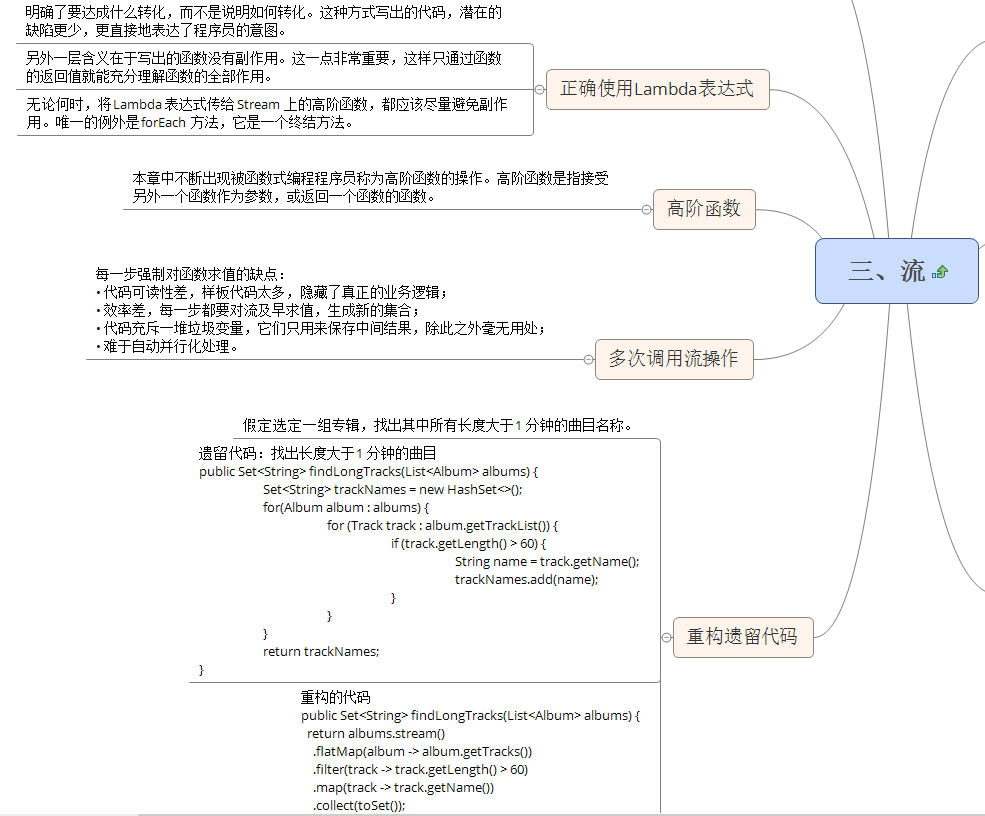 明确了要达成什么转化，而不是说明如何转化。这种方式写出的代码，潜在的
缺陷更少，更直接地表达了程序员的意图。
另外一层含义在于写出的函数没有副作用。这一点非常重要，这样只通过函数
的返回值就能充分理解函数的全部作用。
无论何时，将Lambda 表达式传给 Stream 上的高阶函数，都应该尽量避免副作
用。唯一的例外是 forEach 方法，它是一个终结方法。
正确使用Lambda表达式
本章中不断出现被函数式编程程序员称为高阶函数的操作。高阶函数是指接受
另外一个函数作为参数，或返回一个函数的函数。
高阶函数
三、流
每一步强制对函数求值的缺点：
• 代码可读性差，样板代码太多，隐藏了真正的业务逻辑；
• 效率差，每一步都要对流及早求值，生成新的集合；
• 代码充斥一堆垃圾变量，它们只用来保存中间结果，除此之外毫无用处；
• 难于自动并行化处理。
多次调用流操作
假定选定一组专辑，找出其中所有长度大于 1 分钟的曲目名称。
遗留代码：找出长度大于 1 分钟的曲目
public Set<String> findLongTracks(List<Album> albums) {
Set<String> trackNames = new HashSet<>();
for(Album album : albums) {
for (Track track : album.getTrackList()) {
if (track.getLength() > 60) {
String name = track.getName();
trackNames.add(name);
}
}
}
return trackNames;
}
重构遗留代码
重构的代码
public Set<String> findLongTracks(List<Album> albums) {
return albums.stream()
.flatMap(album -> album.getTracks())
.filter(track -> track.getLength() > 60)
.map(track -> track.getName())
.collect(toSet());